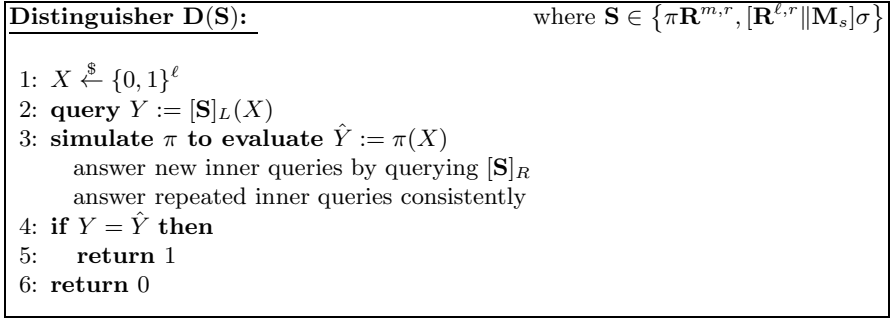 Distinguisher D(S): where S ∈ {πR^{m,r}, [R^{ℓ,r}‖M_s]σ}
1: X ←$ {0, 1}^ℓ
2: query Y := [S]_L(X)
3: simulate π to evaluate Ŷ := π(X)
answer new inner queries by querying [S]_R
answer repeated inner queries consistently
4: if Y = Ŷ then
5: return 1
6: return 0